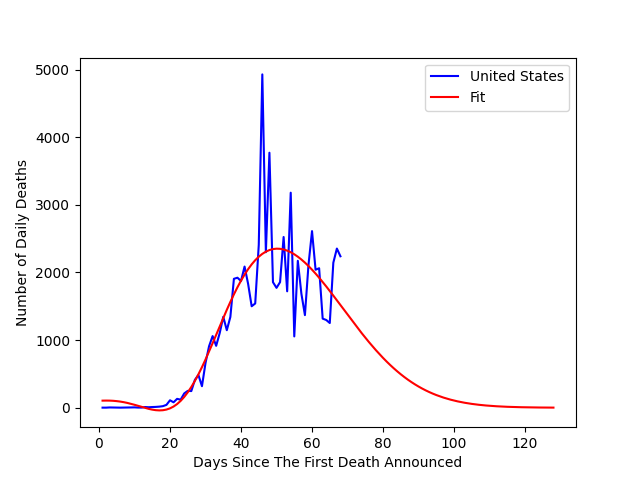 United States
Fit
5000
4000
3000
2000
1000
0
Number of Daily Deaths
0 20 40 60 80 100 120
Days Since The First Death Announced